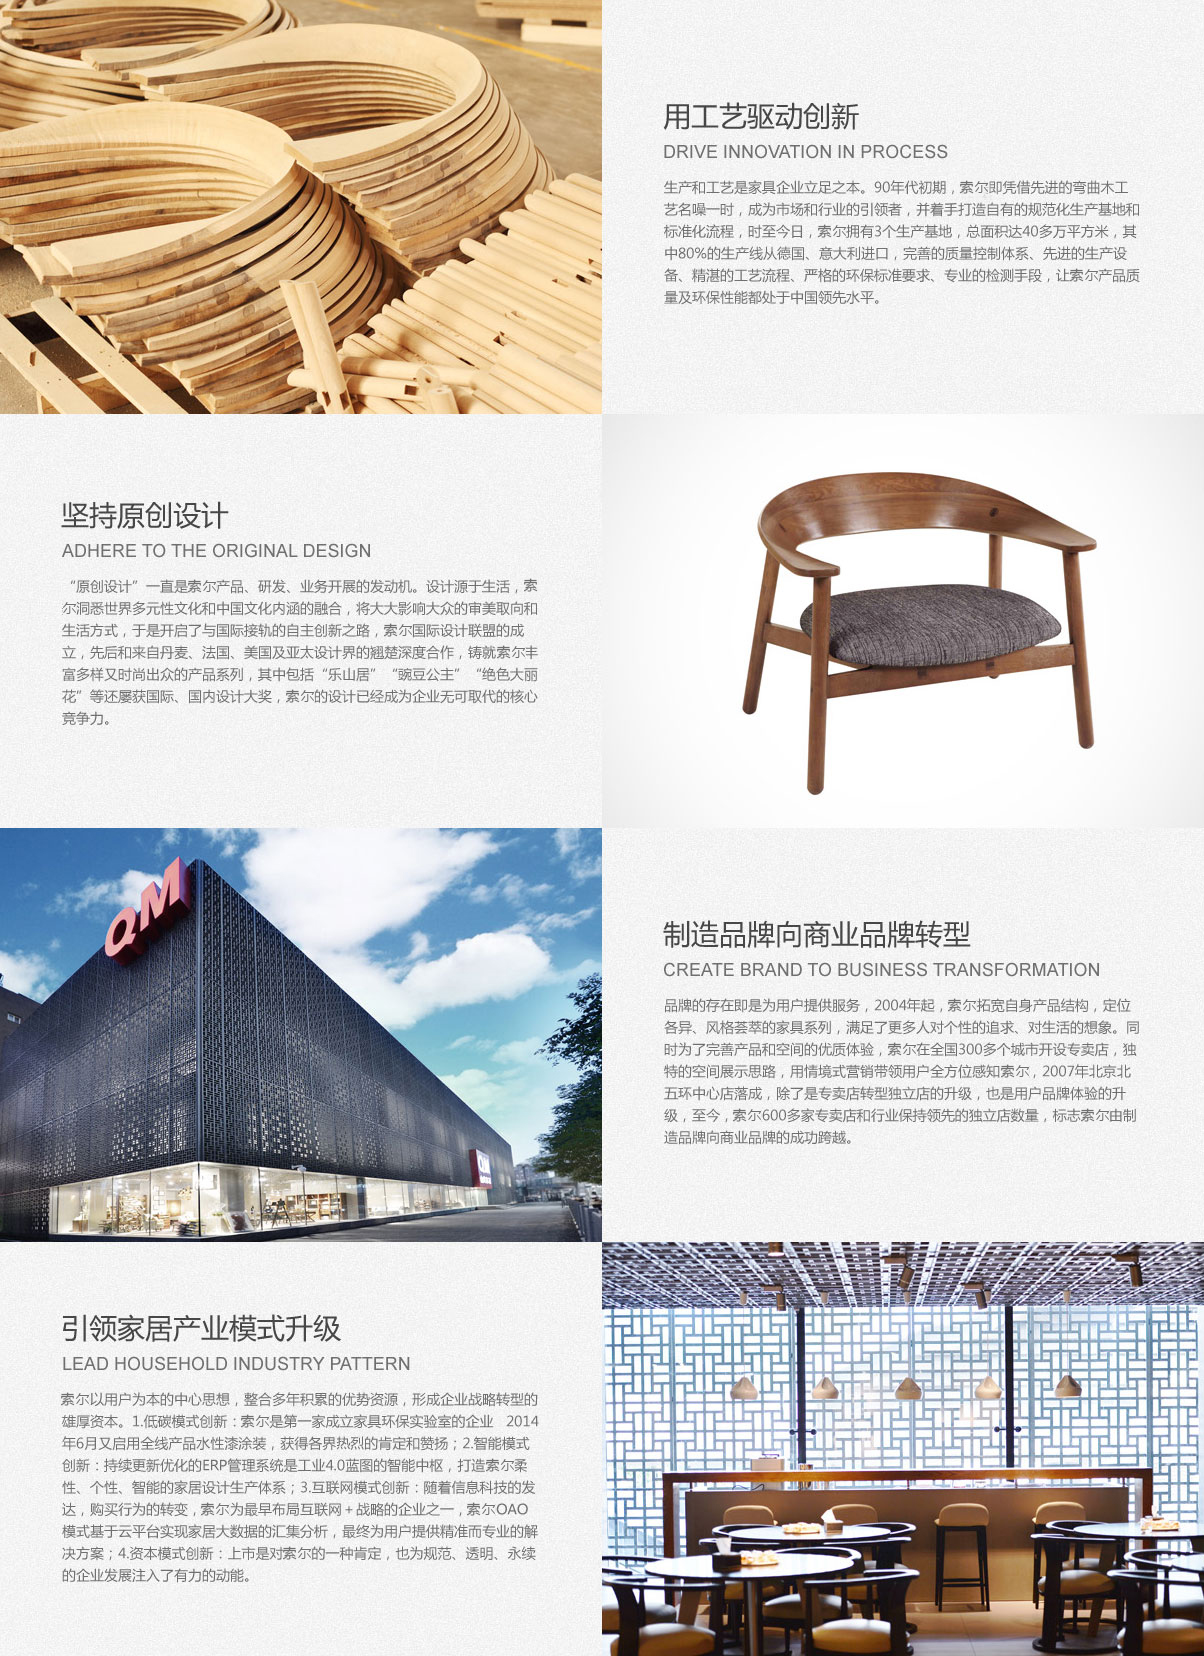 用工艺驱动创新
DRIVE INNOVATION IN PROCESS
生产和工艺是家具企业立足之本。90年代初期，索尔即凭借先进的弯曲木工
艺名噪一时，成为市场和行业的引领者，并着手打造自有的规范化生产基地和
标准化流程，时至今日，索尔拥有3个生产基地，总面积达40多万平方米，其
中80%的生产线从德国、意大利进口，完善的质量控制体系、先进的生产设
备、精湛的工艺流程、严格的环保标准要求、专业的检测手段，让索尔产品质
量及环保性能都处于中国领先水平。
坚持原创设计
ADHERE TO THE ORIGINAL DESIGN
“原创设计”一直是索尔产品、研发、业务开展的发动机。设计源于生活，索
尔洞悉世界多元性文化和中国文化内涵的融合，将大大影响大众的审美取向和
生活方式，于是开启了与国际接轨的自主创新之路，索尔国际设计联盟的成
立，先后和来自丹麦、法国、美国及亚太设计界的翘楚深度合作，铸就索尔丰
富多样又时尚出众的产品系列，其中包括“乐山居”“豌豆公主”“绝色大丽
花”等还屡获国际、国内设计大奖，索尔的设计已经成为企业无可取代的核心
竞争力。
QM
QM
制造品牌向商业品牌转型
CREATE BRAND TO BUSINESS TRANSFORMATION
品牌的存在即是为用户提供服务，2004年起，索尔拓宽自身产品结构，定位
各异、风格荟萃的家具系列，满足了更多人对个性的追求、对生活的想象。同
时为了完善产品和空间的优质体验，索尔在全国300多个城市开设专卖店，独
特的空间展示思路，用情境式营销带领用户全方位感知索尔，2007年北京北
五环中心店落成，除了是专卖店转型独立店的升级，也是用户品牌体验的升
级，至今，索尔600多家专卖店和行业保持领先的独立店数量，标志索尔由制
造品牌向商业品牌的成功跨越。
引领家居产业模式升级
LEAD HOUSEHOLD INDUSTRY PATTERN
索尔以用户为本的中心思想，整合多年积累的优势资源，形成企业战略转型的
雄厚资本。1.低碳模式创新：索尔是第一家成立家具环保实验室的企业 2014
年6月又启用全线产品水性漆涂装，获得各界热烈的肯定和赞扬；2.智能模式
创新：持续更新优化的ERP管理系统是工业4.0蓝图的智能中枢，打造索尔柔
性、个性、智能的家居设计生产体系；3.互联网模式创新：随着信息科技的发
达，购买行为的转变，索尔为最早布局互联网＋战略的企业之一，索尔OAO
模式基于云平台实现家居大数据的汇集分析，最终为用户提供精准而专业的解
决方案；4.资本模式创新：上市是对索尔的一种肯定，也为规范、透明、永续
的企业发展注入了有力的动能。